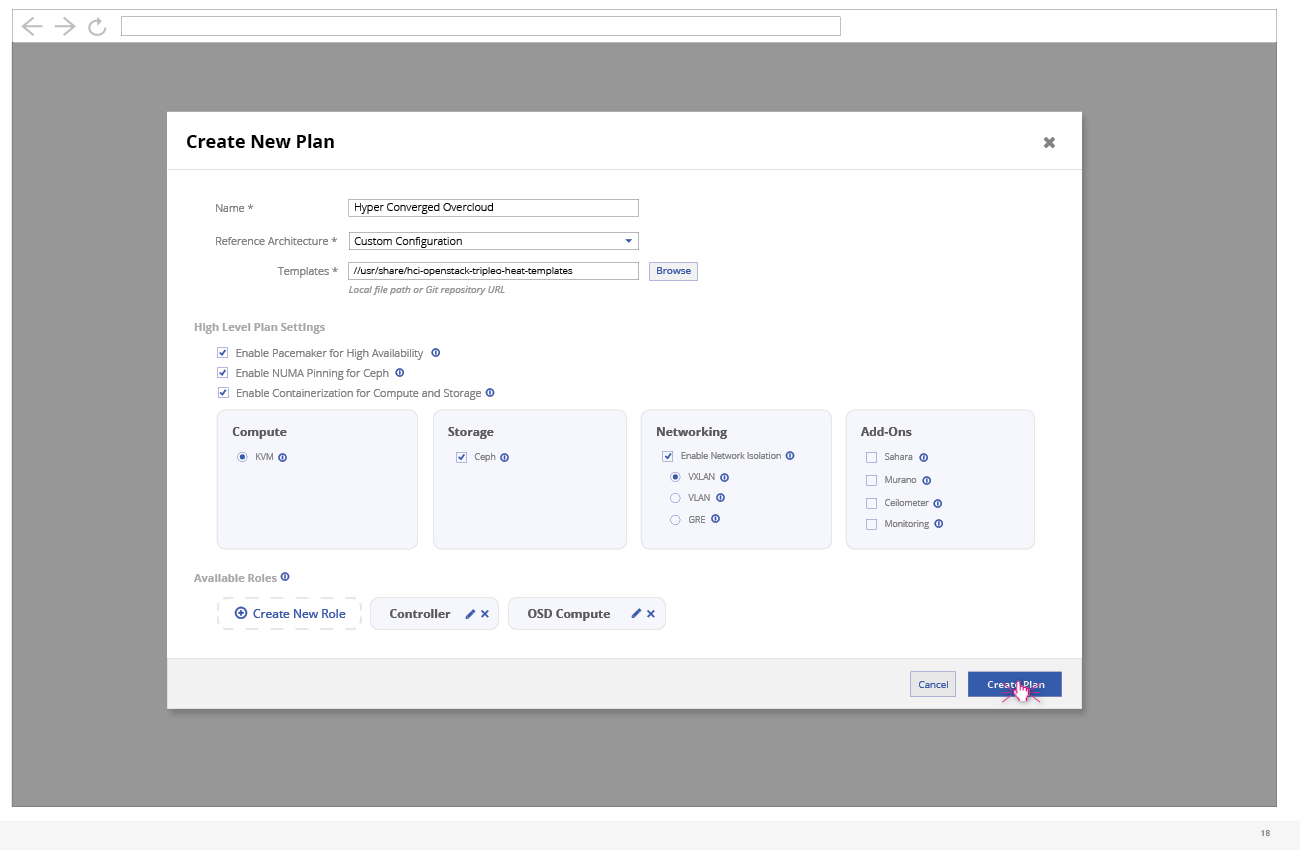 Create New Plan
Name *
Hyper Converged Overcloud
Reference Architecture *
Custom Configuration
Templates *
//usr/share/hci-openstack-tripleo-heat-templates
Browse
Local file path or Git repository URL
High Level Plan Settings
Enable Pacemaker for High Availability
Enable NUMA Pinning for Ceph
Enable Containerization for Compute and Storage
Compute
KVM
Storage
Ceph
Networking
Enable Network Isolation
VXLAN
VLAN
GRE
Add-Ons
Sahara
Murano
Ceilometer
Monitoring
Available Roles
Create New Role
Controller
OSD Compute
Cancel
Create Plan
18